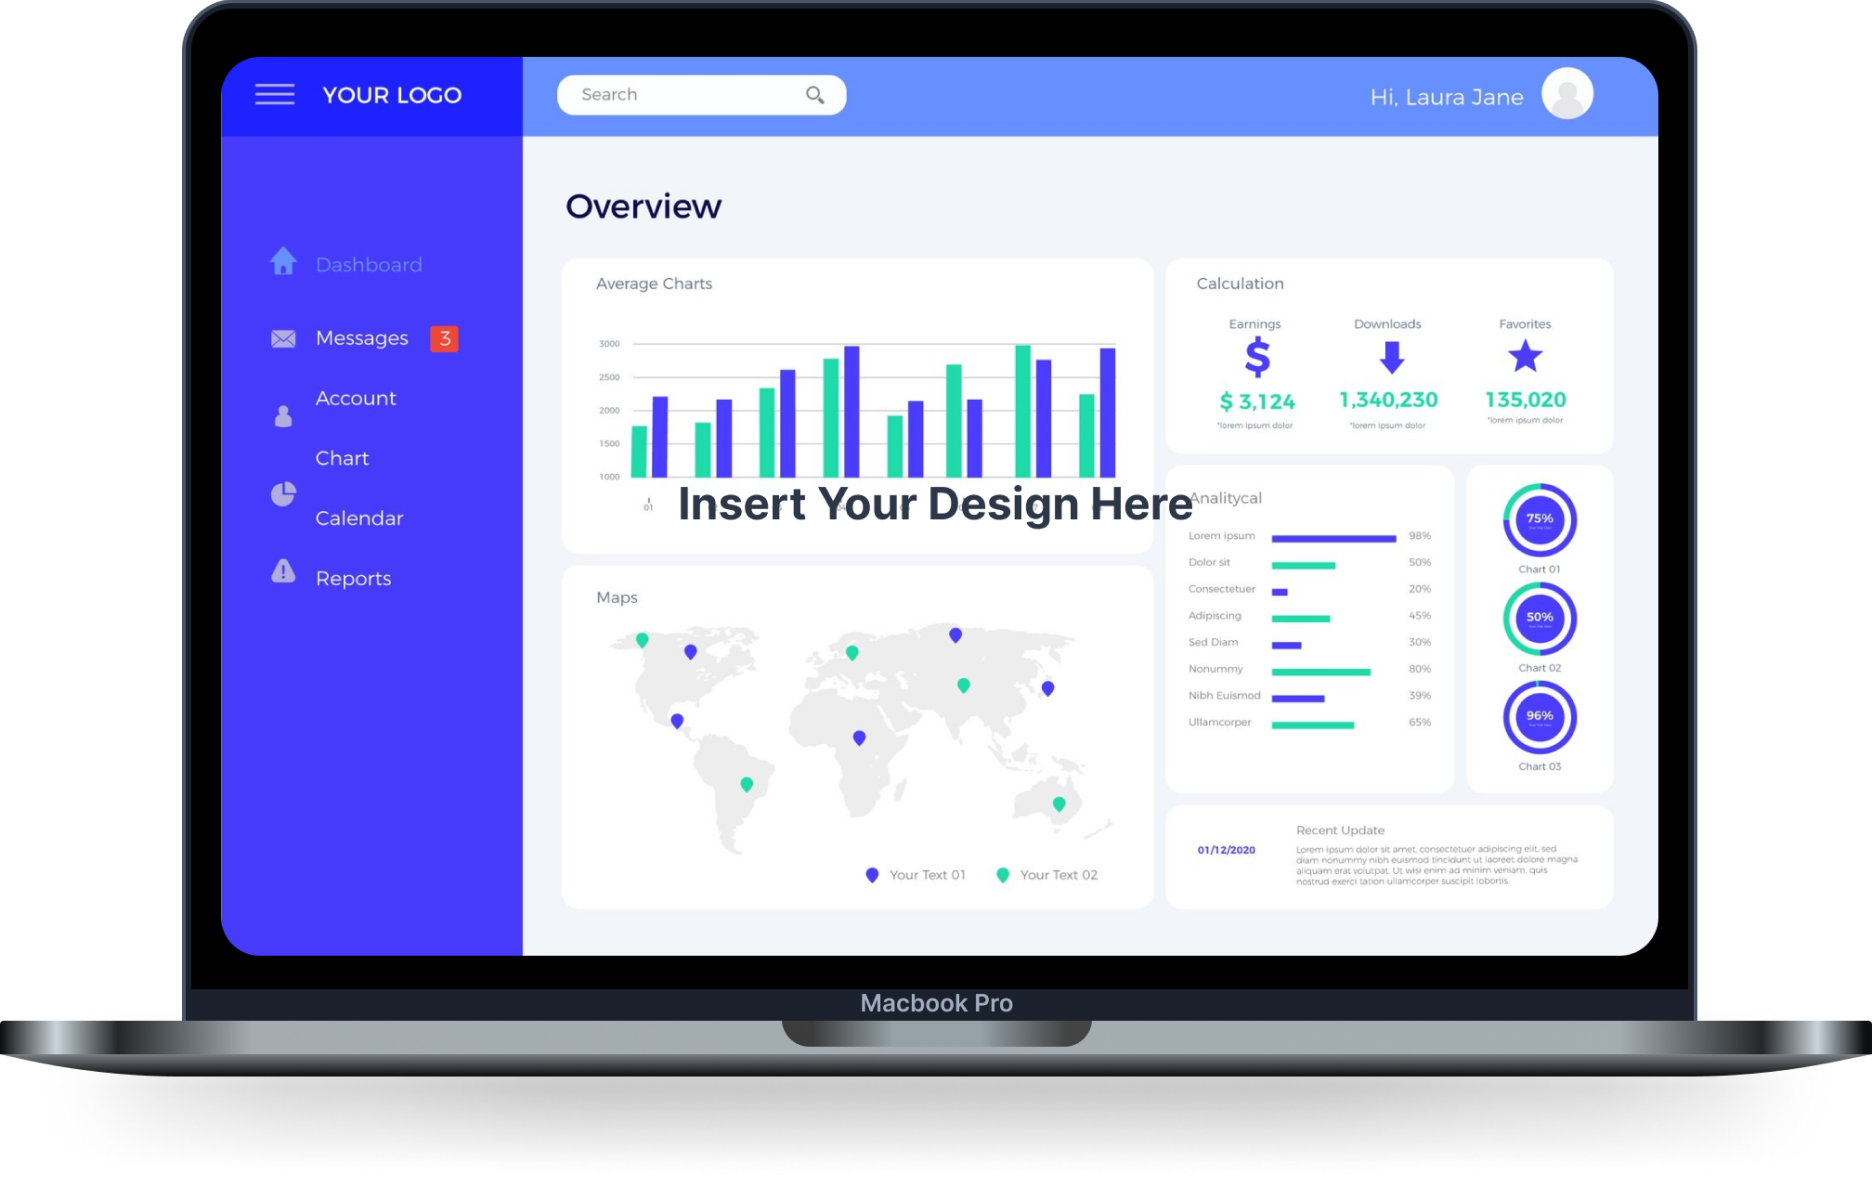 YOUR LOGO
Search
Hi, Laura Jane
Overview
Dashboard
Messages 3
Account
Chart
Calendar
Reports
Average Charts
3000
2500
2000
1500
1000
01
Insert Your Design Here
Calculation
Earnings
$
$ 3,124
*lorem ipsum dolor
Downloads
1,340,230
*lorem ipsum dolor
Favorites
135,020
*lorem ipsum dolor
Analitycal
Lorem ipsum 98%
Dolor sit 50%
Consectetuer 20%
Adipiscing 45%
Sed Diam 30%
Nonummy 80%
Nibh Euismod 39%
Ullamcorper 65%
75%
Chart 01
50%
Chart 02
96%
Chart 03
Maps
Your Text 01
Your Text 02
01/12/2020
Recent Update
Lorem ipsum dolor sit amet, consectetuer adipiscing elit, sed
diam nonummy nibh euismod tincidunt ut laoreet dolore magna
aliquam erat volutpat. Ut wisi enim ad minim veniam, quis
nostrud exerci tation ullamcorper suscipit lobortis.
Macbook Pro